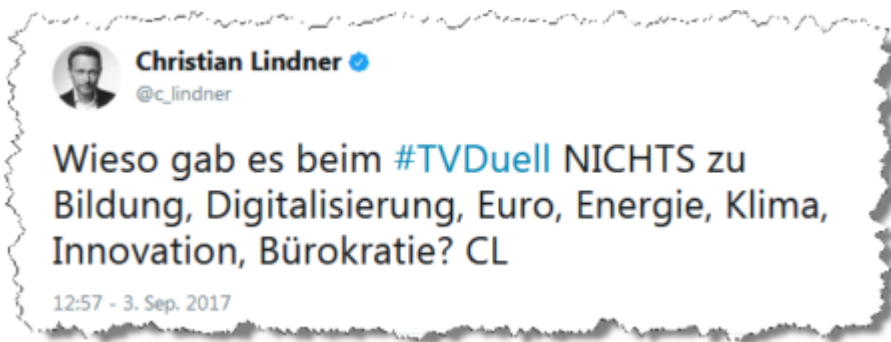 Christian Lindner
@c_lindner
Wieso gab es beim #TVDuell NICHTS zu
Bildung, Digitalisierung, Euro, Energie, Klima,
Innovation, Bürokratie? CL
12:57 - 3. Sep. 2017